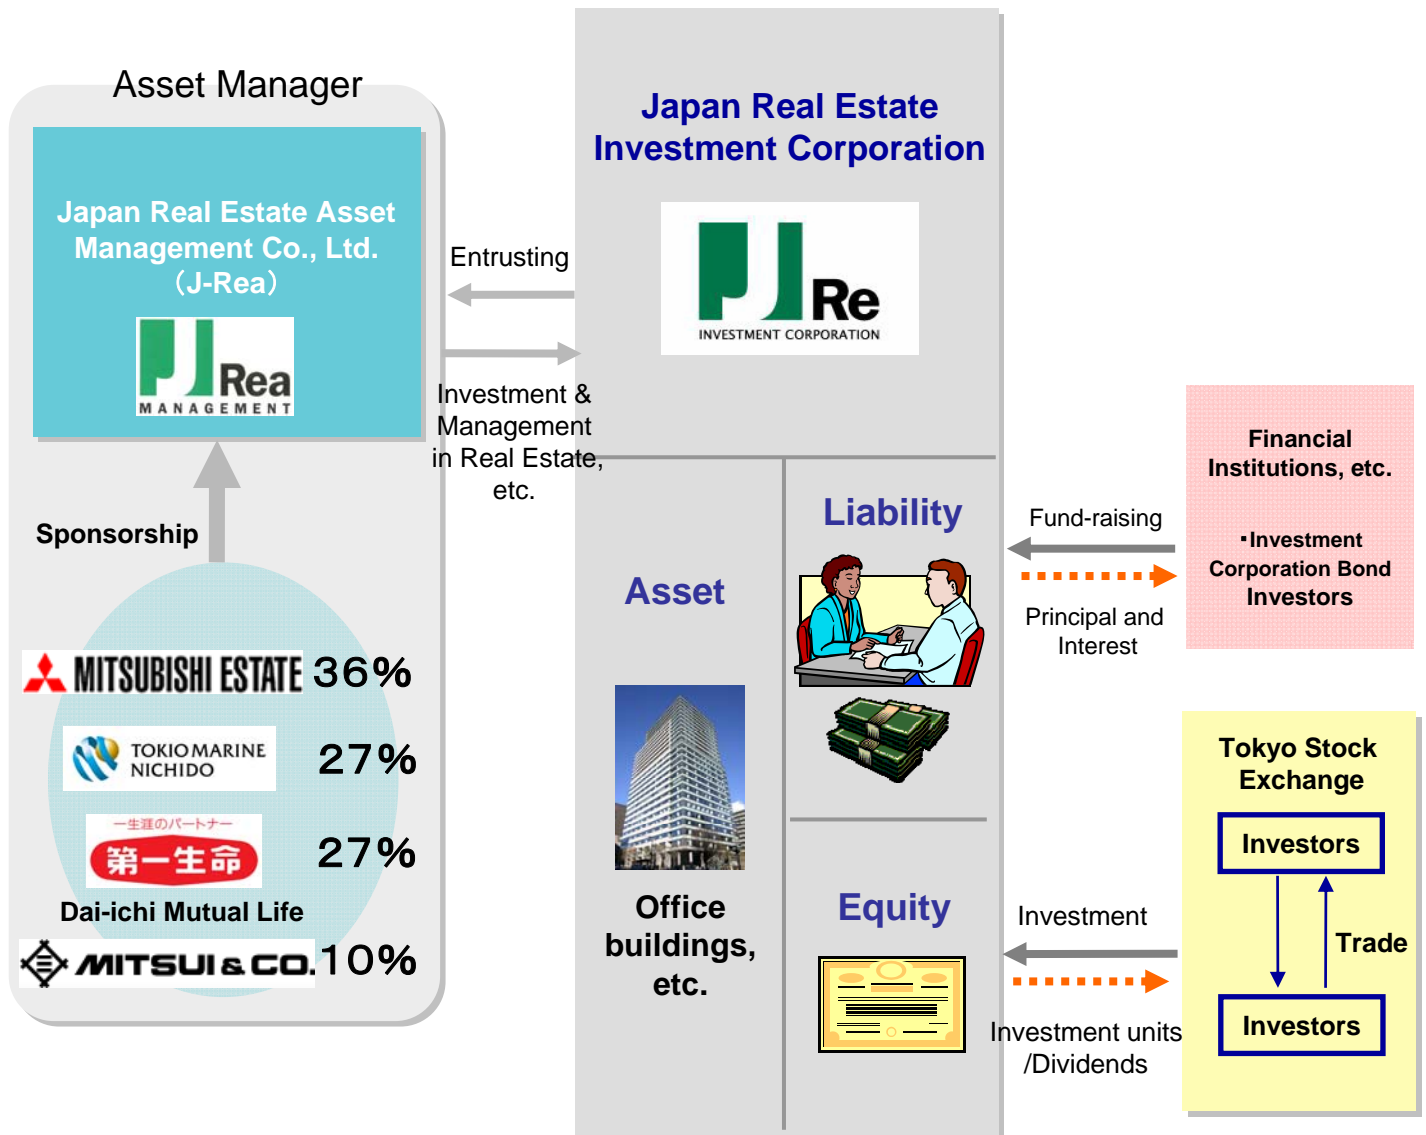 Asset Manager
Japan Real Estate Asset
Management Co., Ltd.
（J-Rea）
Rea
MANAGEMENT
Sponsorship
MITSUBISHI ESTATE 36%
TOKIO MARINE
NICHIDO
27%
一生涯のパートナー
第一生命
27%
Dai-ichi Mutual Life
MITSUI & CO. 10%
Entrusting
Investment &
Management
in Real Estate,
etc.
Japan Real Estate
Investment Corporation
Re
INVESTMENT CORPORATION
Asset
Office
buildings,
etc.
Liability
Equity
Fund-raising
Principal and
Interest
Investment
Investment units
/Dividends
Financial
Institutions, etc.
・Investment
Corporation Bond
Investors
Tokyo Stock
Exchange
Investors
Trade
Investors